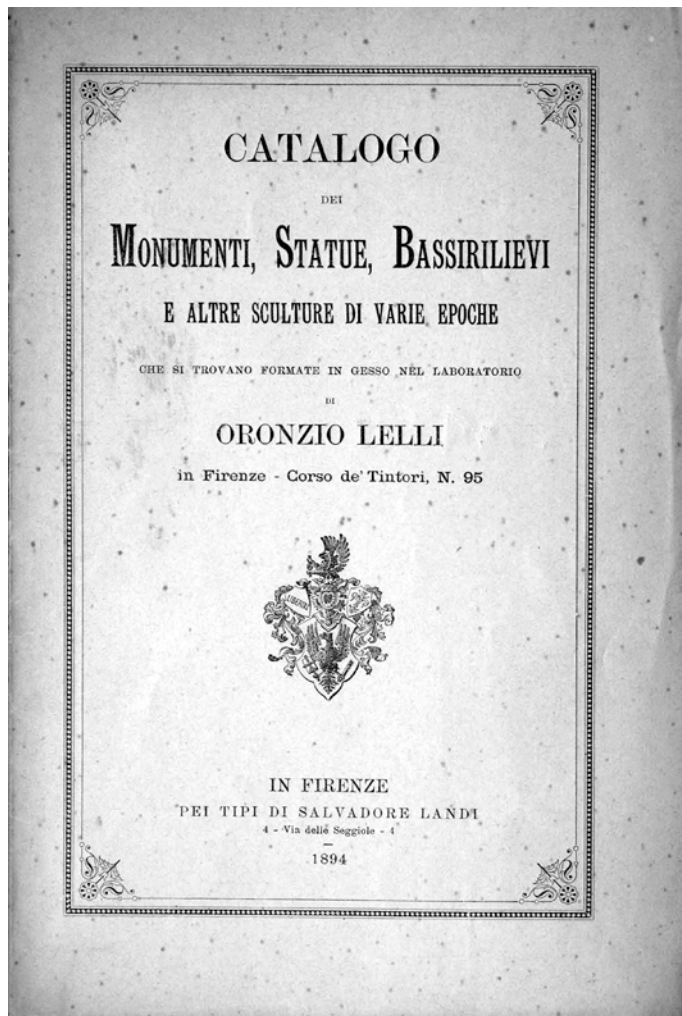 CATALOGO
DEI
MONUMENTI, STATUE, BASSIRILIEVI
E ALTRE SCULTURE DI VARIE EPOCHE
CHE SI TROVANO FORMATE IN GESSO NEL LABORATORIO
DI
ORONZIO LELLI
in Firenze - Corso de' Tintori, N. 95
IN FIRENZE
PEI TIPI DI SALVADORE LANDI
4 - Via delle Seggiole - 4
1894